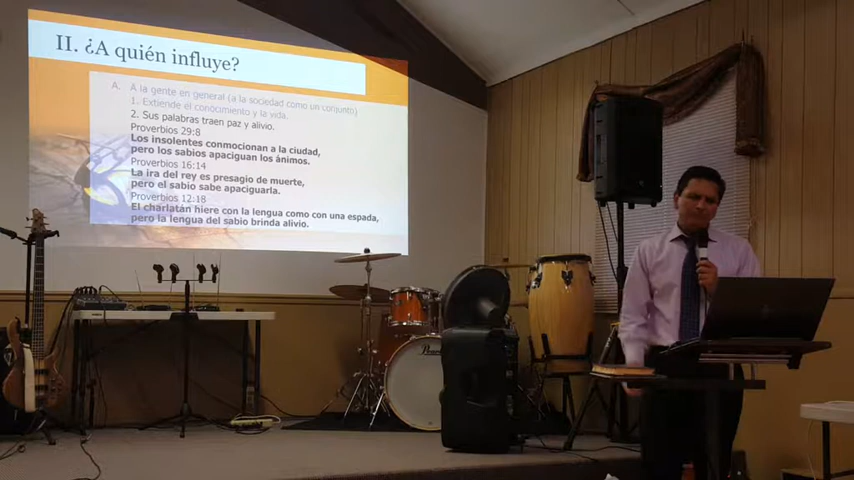 II. ¿A quién influye?
A. A la gente en general (a la sociedad como un conjunto)
1. Extiende el conocimiento y la vida.
2. Sus palabras traen paz y alivio.
Proverbios 29:8
Los insolentes conmocionan a la ciudad,
pero los sabios apaciguan los ánimos.
Proverbios 16:14
La ira del rey es presagio de muerte,
pero el sabio sabe apaciguarla.
Proverbios 12:18
El charlatán hiere con la lengua como con una espada,
pero la lengua del sabio brinda alivio.